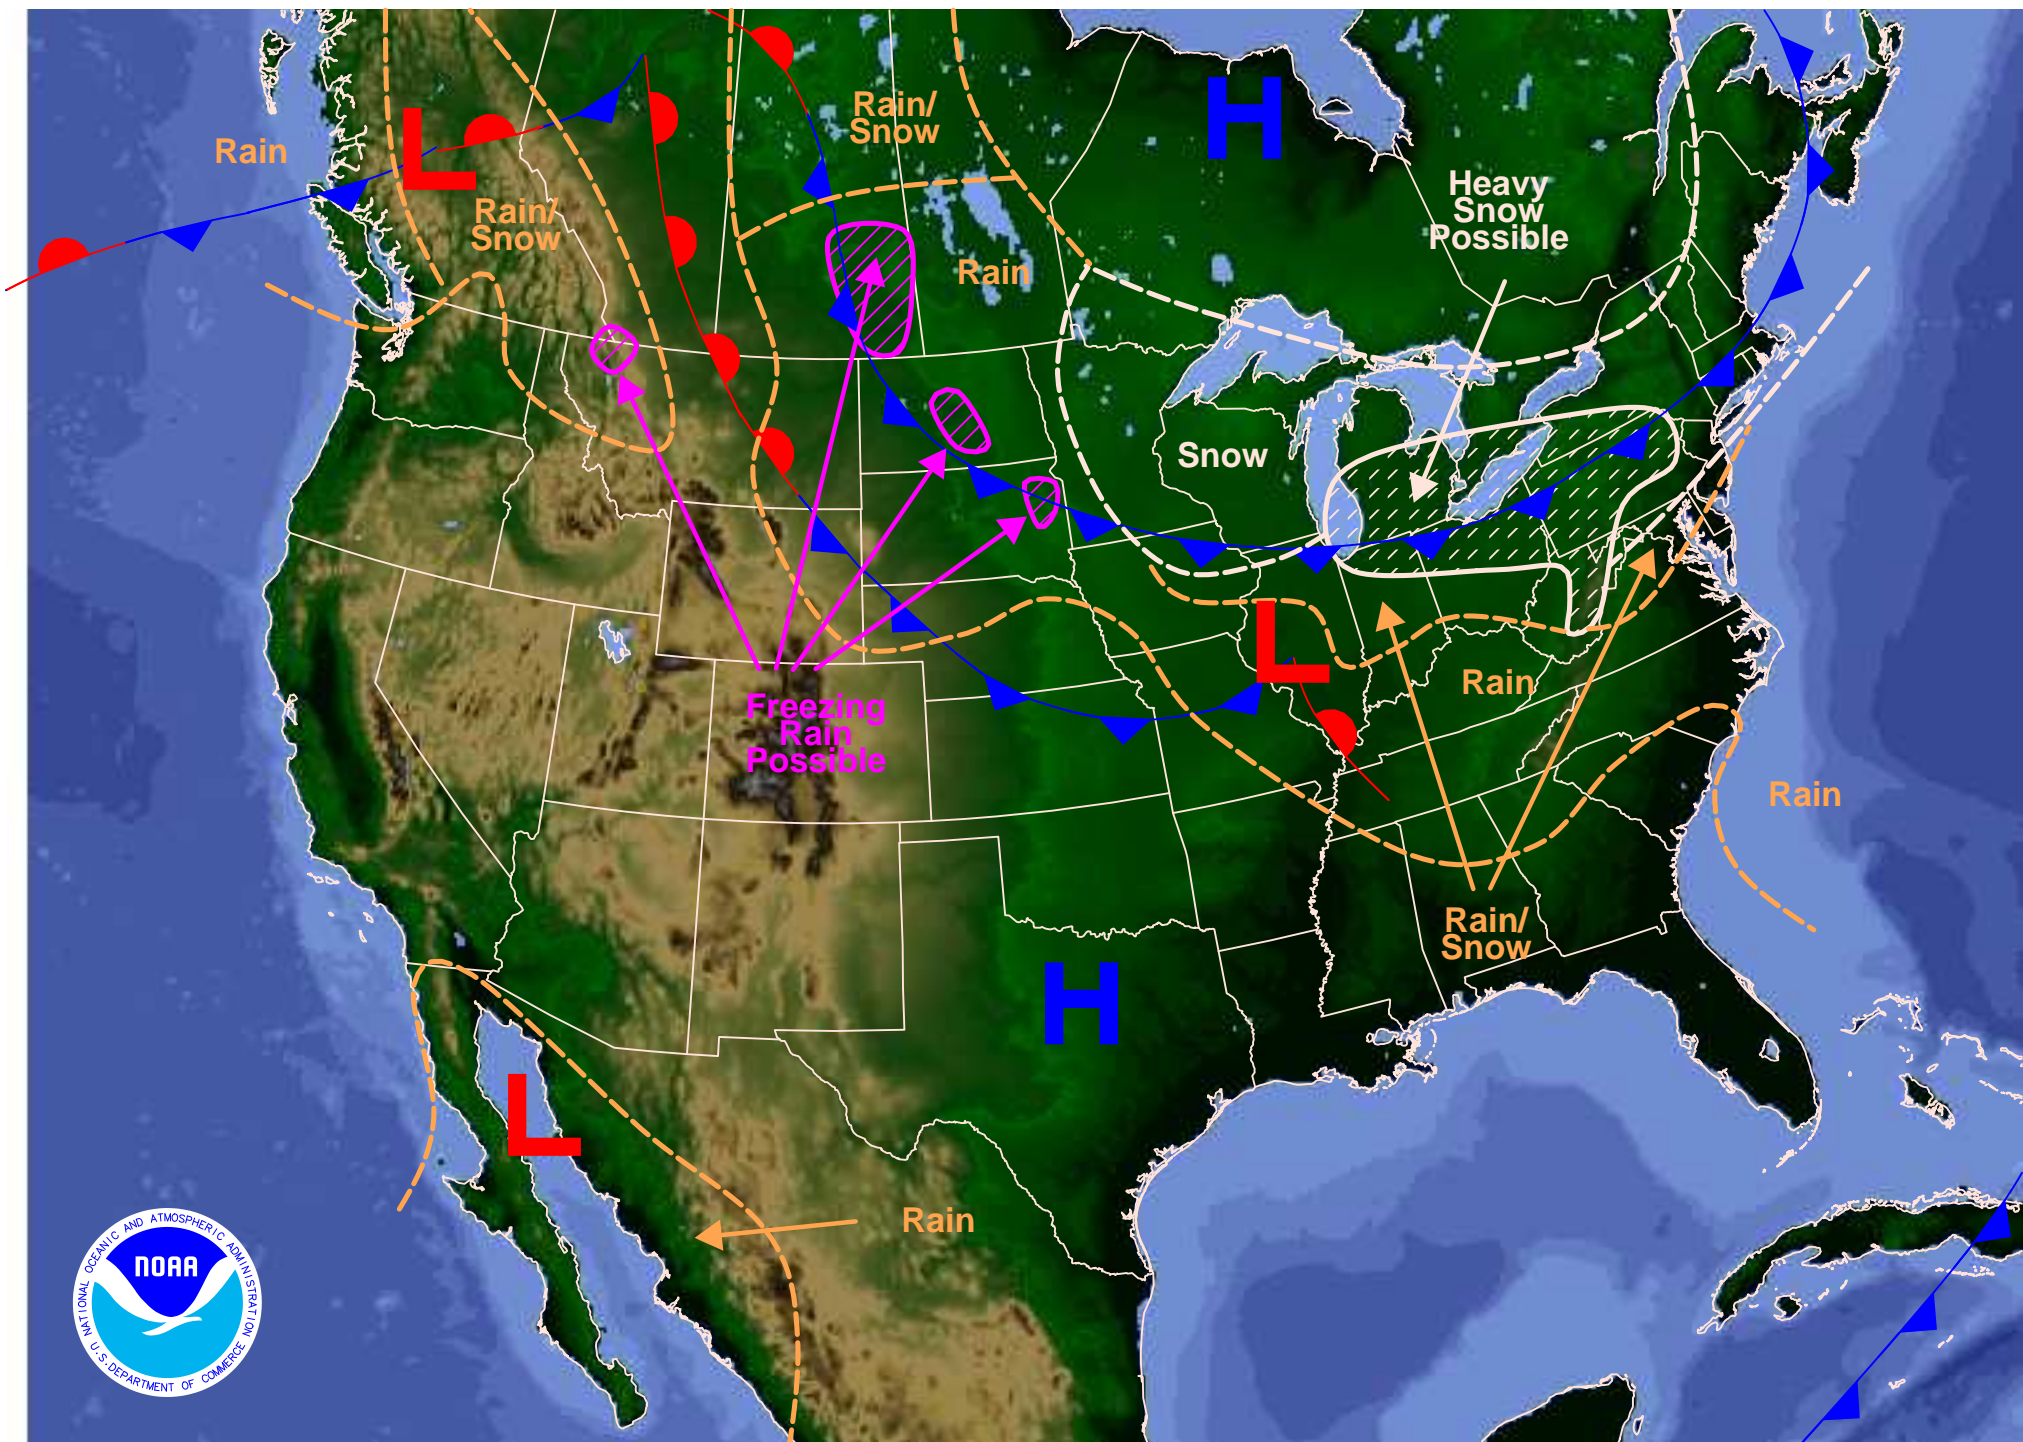 H
Rain/
Snow
Rain
L
Heavy
Snow
Possible
Rain/
Snow
Rain
Snow
L
Rain
Freezing
Rain
Possible
Rain
Rain/
Snow
H
L
Rain
NATIONAL OCEANIC AND ATMOSPHERIC ADMINISTRATION
NOAA
U.S. DEPARTMENT OF COMMERCE